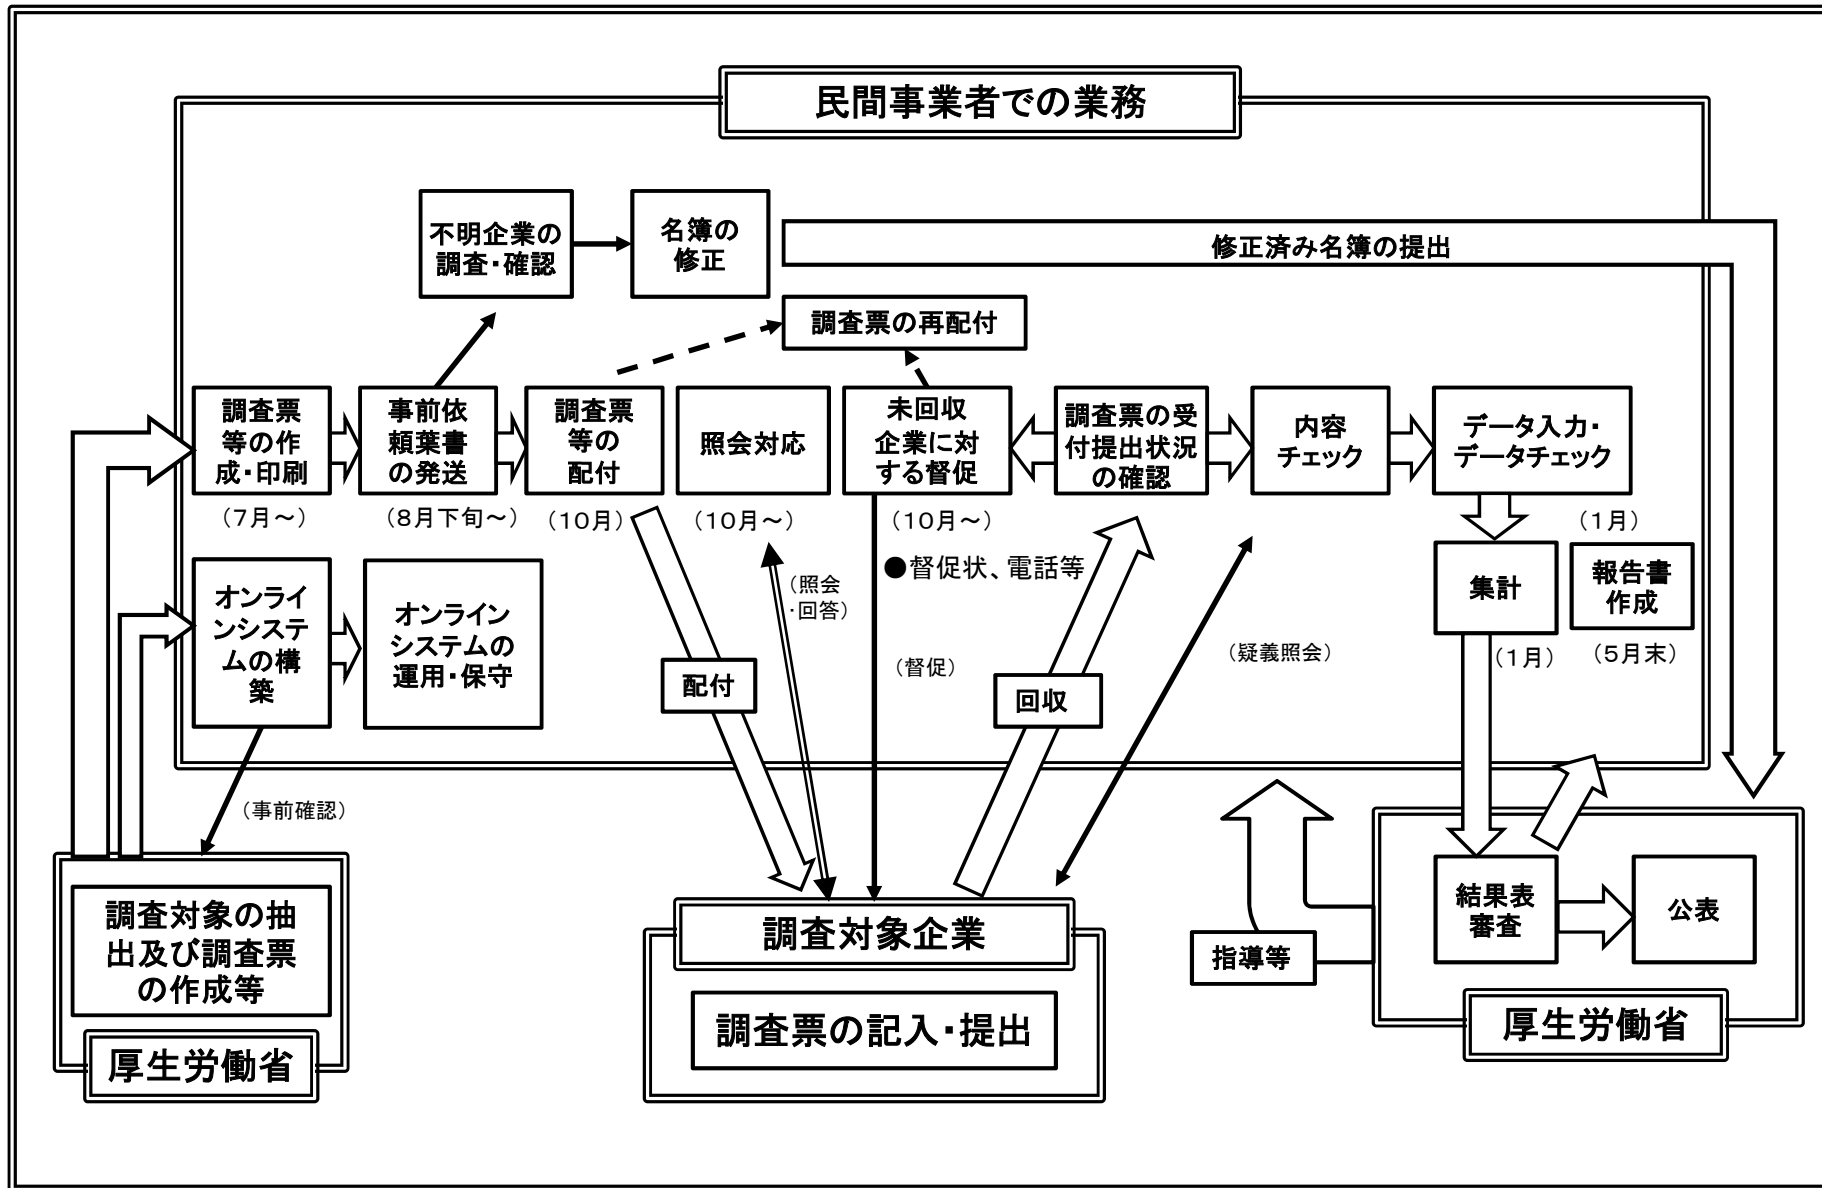 民間事業者での業務
不明企業の
調査・確認
名簿の
修正
修正済み名簿の提出
調査票の再配付
調査票
等の作
成・印刷
事前依
頼葉書
の発送
調査票
等の
配付
照会対応
未回収
企業に対
する督促
調査票の受
付提出状況
の確認
内容
チェック
データ入力・
データチェック
（７月～）
（８月下旬～）
（１０月）
（１０月～）
（１０月～）
（１月）
●督促状、電話等
オンライ
ンシステ
ムの構
築
オンライン
システムの
運用・保守
（照会
・回答）
集計
報告書
作成
（１月）
（５月末）
配付
（督促）
回収
（疑義照会）
（事前確認）
調査対象の抽
出及び調査票
の作成等
厚生労働省
調査対象企業
調査票の記入・提出
指導等
結果表
審査
公表
厚生労働省